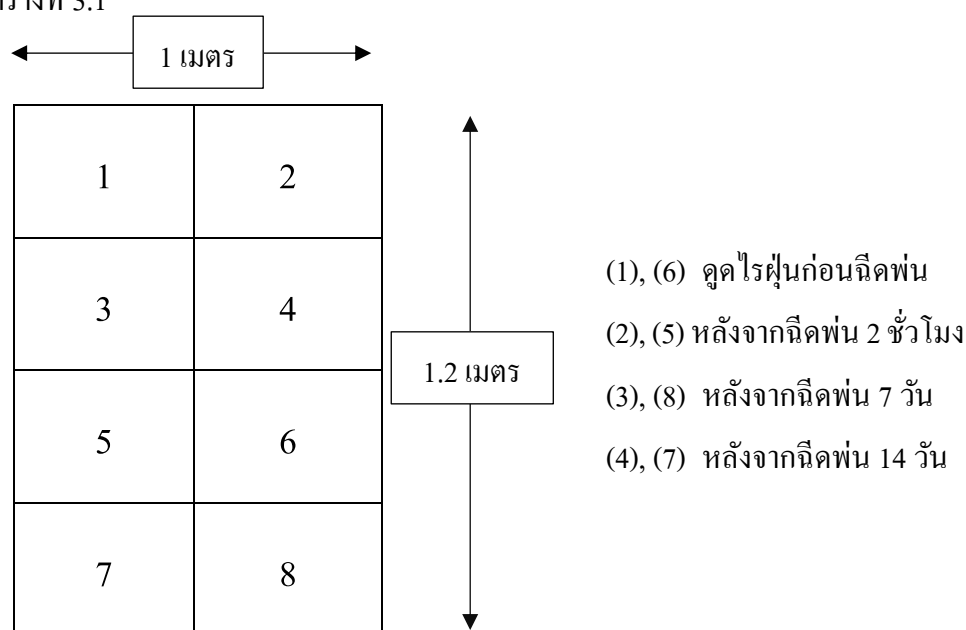 3.1
1 เมตร
1 2
3 4
5 6
7 8
1.2 เมตร
(1), (6) ดูดไรฝุ่นก่อนฉีดพ่น
(2), (5) หลังจากฉีดพ่น 2 ชั่วโมง
(3), (8) หลังจากฉีดพ่น 7 วัน
(4), (7) หลังจากฉีดพ่น 14 วัน